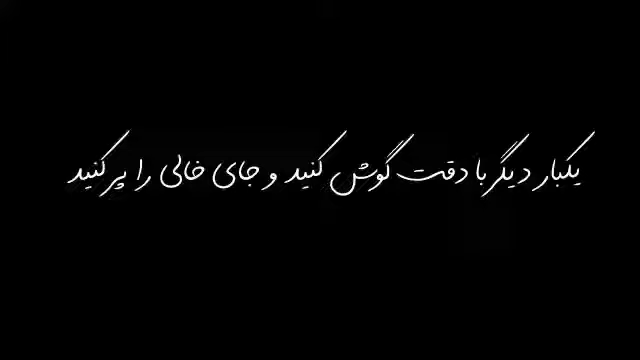 یکبار دیگر با دقت گوش کنید و جای خالی را پر کنید